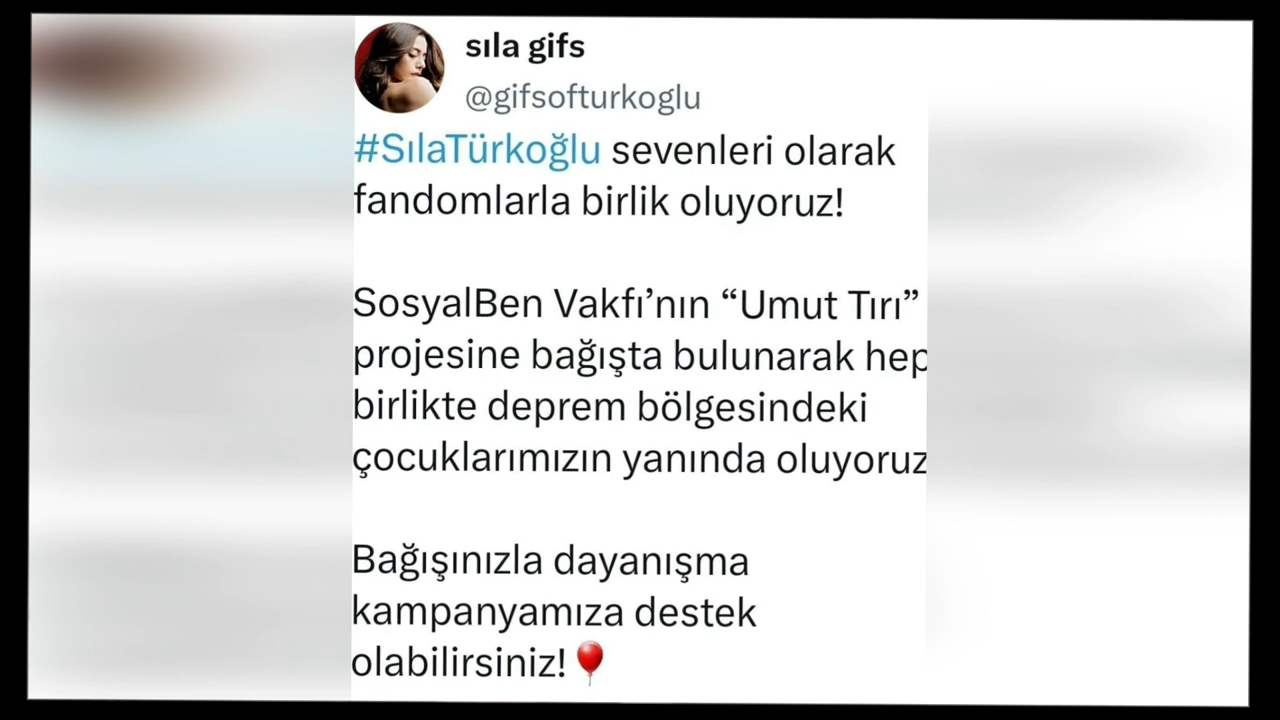 sıla gifs
@gifsofturkoglu
#SılaTürkoğlu sevenleri olarak
fandomlarla birlik oluyoruz!
SosyalBen Vakfı’nın “Umut Tırı”
projesine bağışta bulunarak hep
birlikte deprem bölgesindeki
çocuklarımızın yanında oluyoruz
Bağışınızla dayanışma
kampanyamıza destek
olabilirsiniz!🎈